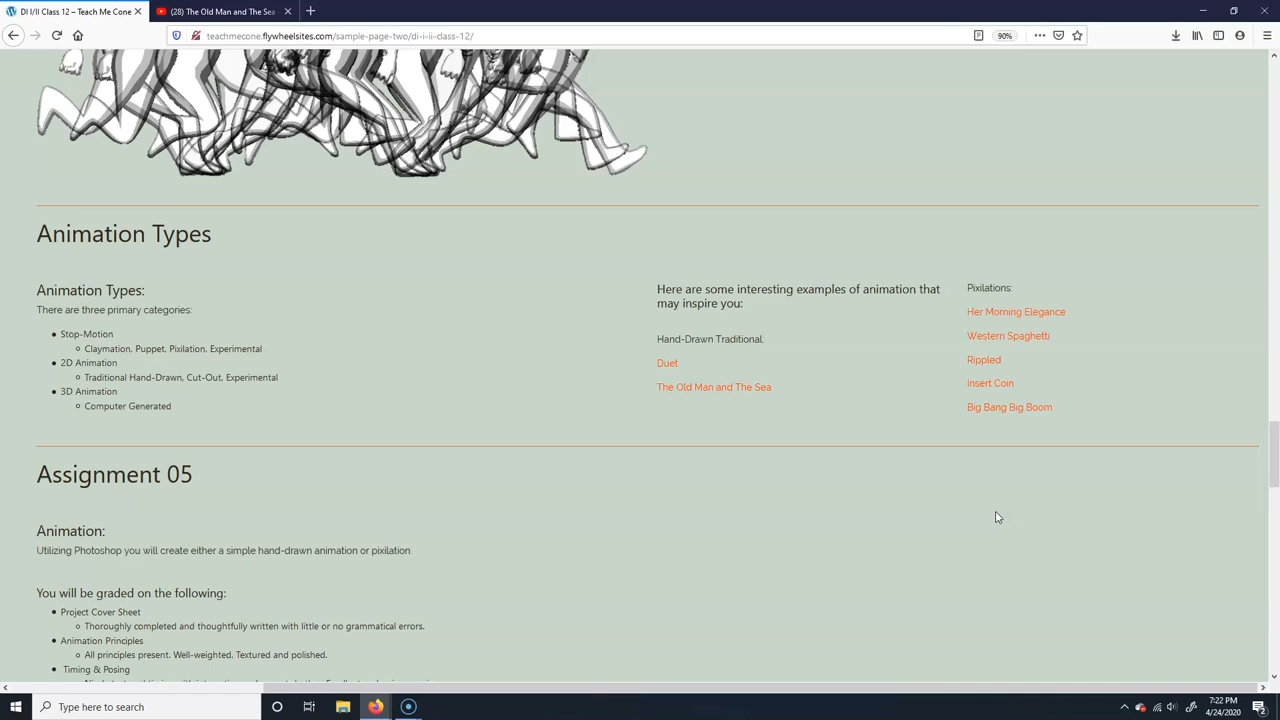 DI I/II Class 12 – Teach Me Cone
(28) The Old Man and The Sea
teachmecone.flywheelsites.com/sample-page-two/di-i-ii-class-12/
90%
Animation Types
Animation Types:
There are three primary categories:
Stop-Motion
Claymation, Puppet, Pixilation, Experimental
2D Animation
Traditional Hand-Drawn, Cut-Out, Experimental
3D Animation
Computer Generated
Here are some interesting examples of animation that
may inspire you:
Hand-Drawn Traditional:
Duet
The Old Man and The Sea
Pixilations:
Her Morning Elegance
Western Spaghetti
Rippled
Insert Coin
Big Bang Big Boom
Assignment 05
Animation:
Utilizing Photoshop you will create either a simple hand-drawn animation or pixilation.
You will be graded on the following:
Project Cover Sheet
Thoroughly completed and thoughtfully written with little or no grammatical errors.
Animation Principles
All principles present. Well-weighted. Textured and polished.
Timing & Posing
Type here to search
7:22 PM
4/24/2020
2